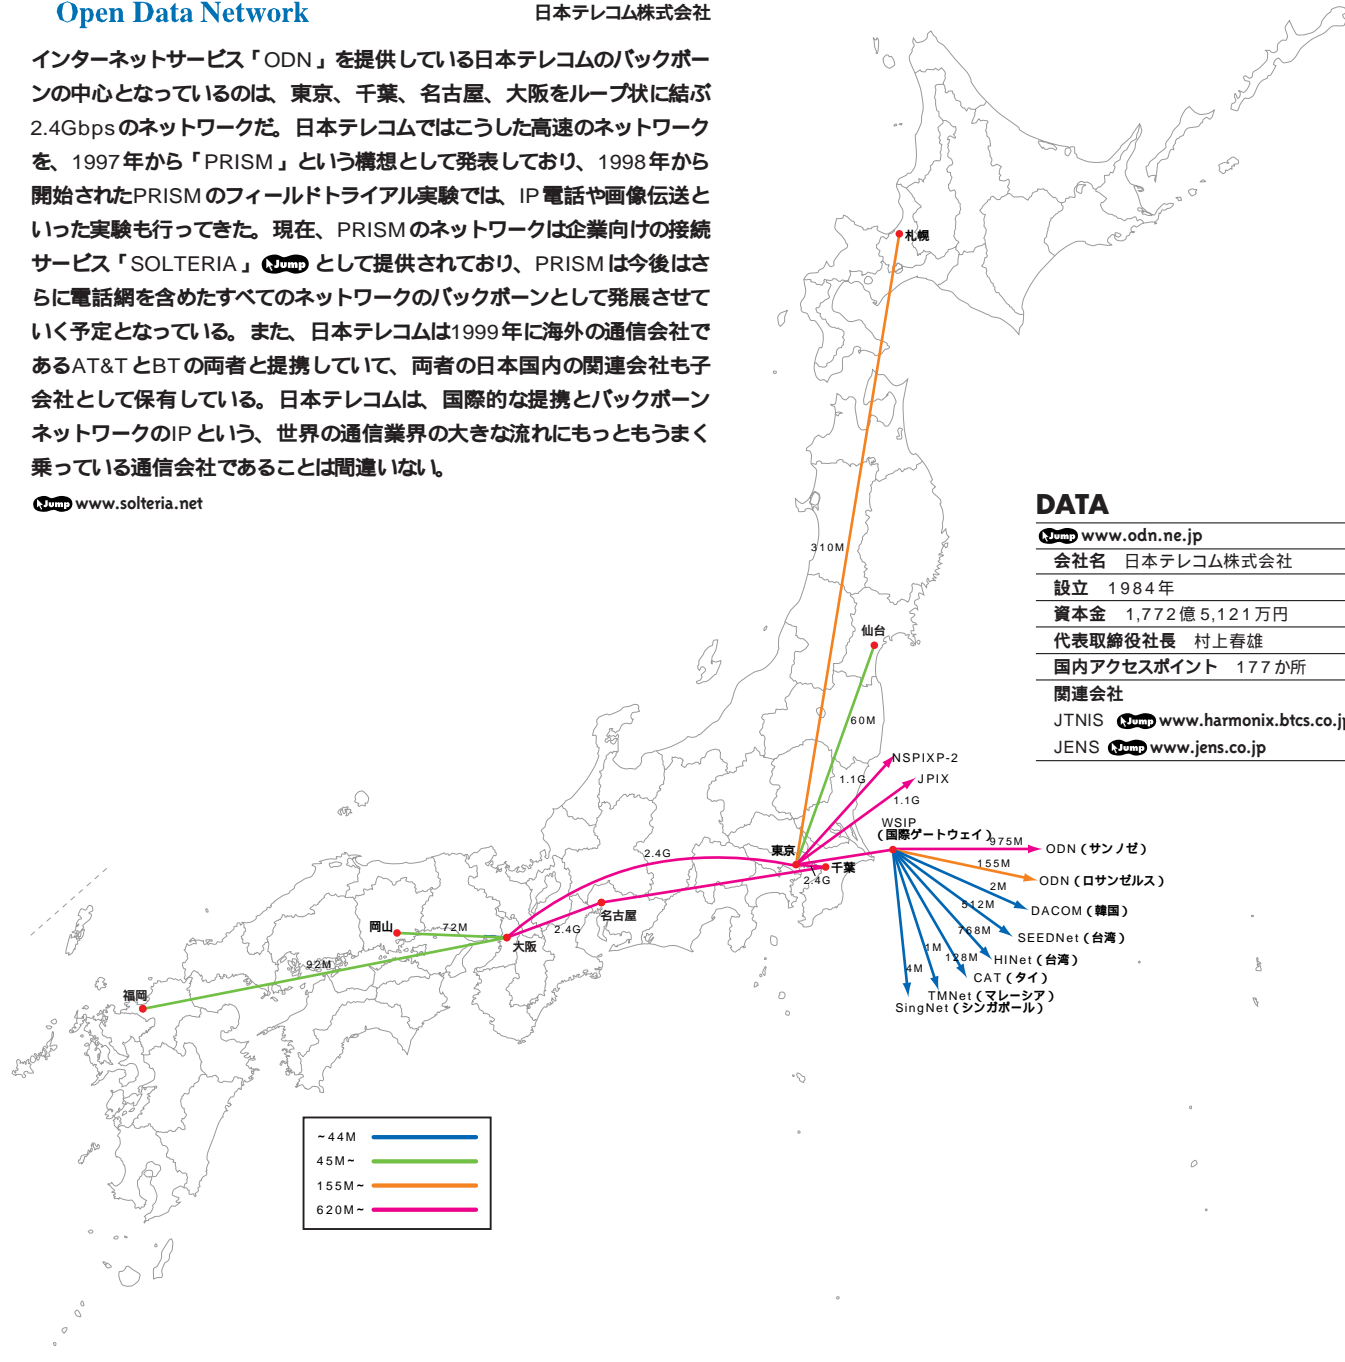 Open Data Network
日本テレコム株式会社
インターネットサービス「ODN」を提供している日本テレコムのバックボー
ンの中心となっているのは、東京、千葉、名古屋、大阪をループ状に結ぶ
2.4Gbpsのネットワークだ。日本テレコムではこうした高速のネットワーク
を、1997年から「PRISM」という構想として発表しており、1998年から
開始されたPRISMのフィールドトライアル実験では、IP電話や画像伝送と
いった実験も行ってきた。現在、PRISMのネットワークは企業向けの接続
サービス「SOLTERIA」Jumpとして提供されており、PRISMは今後はさ
らに電話網を含めたすべてのネットワークのバックボーンとして発展させて
いく予定となっている。また、日本テレコムは1999年に海外の通信会社で
あるAT&TとBTの両者と提携していて、両者の日本国内の関連会社も子
会社として保有している。日本テレコムは、国際的な提携とバックボーン
ネットワークのIPという、世界の通信業界の大きな流れにもっともうまく
乗っている通信会社であることは間違いない。
Jump www.solteria.net
DATA
Jump www.odn.ne.jp
会社名 日本テレコム株式会社
設立 1984年
資本金 1,772億5,121万円
代表取締役社長 村上春雄
国内アクセスポイント 177か所
関連会社
JTNIS Jump www.harmonix.btcs.co.jp
JENS Jump www.jens.co.jp
札幌
310M
仙台
60M
NSPIXP-2
1.1G
JPIX
1.1G
WSIP
(国際ゲートウェイ)
東京
千葉
2.4G
2.4G
名古屋
2.4G
大阪
岡山
72M
92M
福岡
975M
ODN(サンノゼ)
155M
ODN(ロサンゼルス)
2M
DACOM(韓国)
512M
SEEDNet(台湾)
768M
HINet(台湾)
128M
CAT(タイ)
1M
TMNet(マレーシア)
4M
SingNet(シンガポール)
~44M
45M~
155M~
620M~